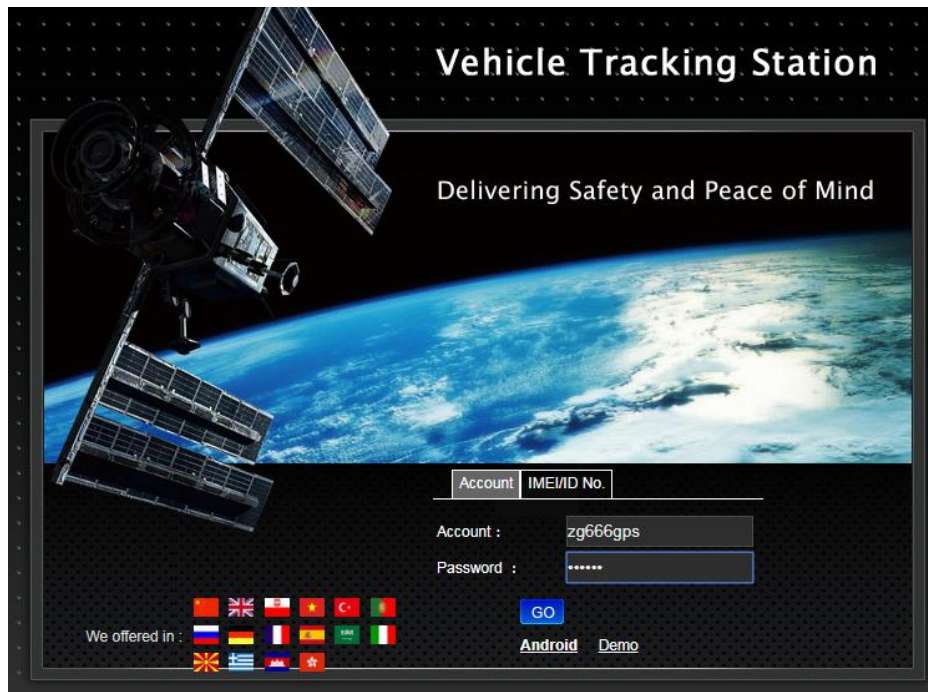 Vehicle Tracking Station
Delivering Safety and Peace of Mind
Account IMEI/ID No.
Account : zg666gps
Password : ••••••
GO
We offered in :
Android Demo